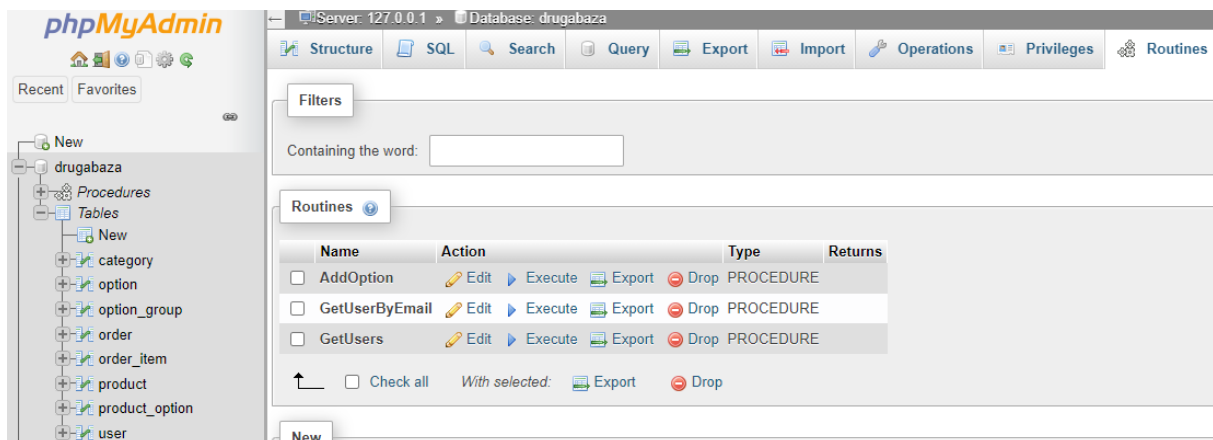 phpMyAdmin
Recent Favorites
New
drugabaza
Procedures
Tables
New
category
option
option_group
order
order_item
product
product_option
user
Server: 127.0.0.1 » Database: drugabaza
Structure SQL Search Query Export Import Operations Privileges Routines
Filters
Containing the word:
Routines
Name Action Type Returns
AddOption Edit Execute Export Drop PROCEDURE
GetUserByEmail Edit Execute Export Drop PROCEDURE
GetUsers Edit Execute Export Drop PROCEDURE
Check all With selected: Export Drop
New